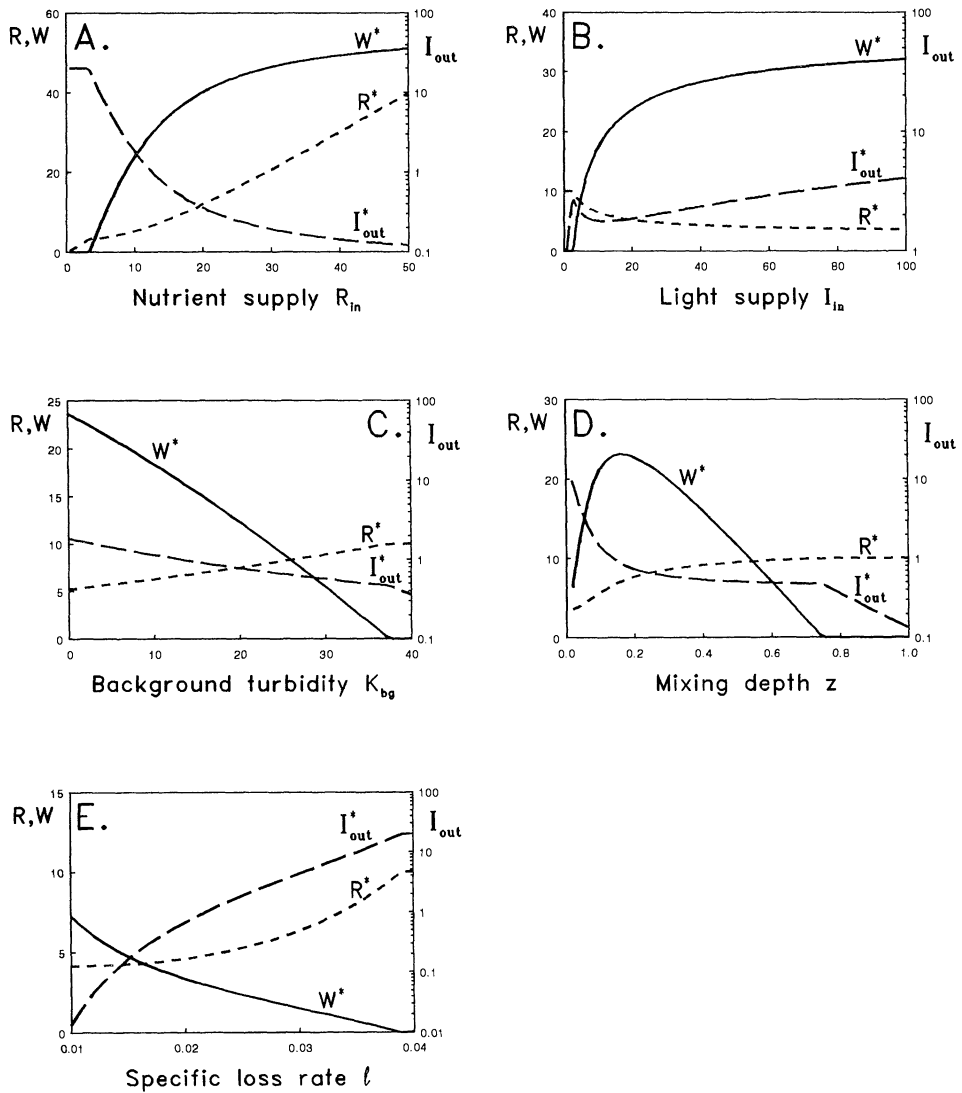 A.
R,W
I_out
60
40
20
0
100
10
1
0.1
W*
R*
I*_out
0 10 20 30 40 50
Nutrient supply R_in
B.
R,W
I_out
40
30
20
10
0
100
10
1
W*
I*_out
R*
0 20 40 60 80 100
Light supply I_in
C.
R,W
I_out
25
20
15
10
5
0
100
10
1
0.1
W*
R*
I*_out
0 10 20 30 40
Background turbidity K_bg
D.
R,W
I_out
30
20
10
0
100
10
1
0.1
W*
R*
I*_out
0.0 0.2 0.4 0.6 0.8 1.0
Mixing depth z
E.
R,W
I_out
15
10
5
0
100
10
1
0.1
0.01
I*_out
R*
W*
0.01 0.02 0.03 0.04
Specific loss rate ℓ